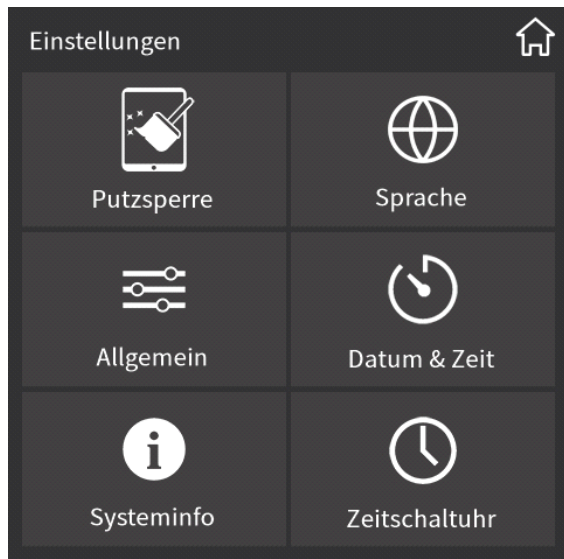 Einstellungen
Putzsperre
Sprache
Allgemein
Datum & Zeit
Systeminfo
Zeitschaltuhr